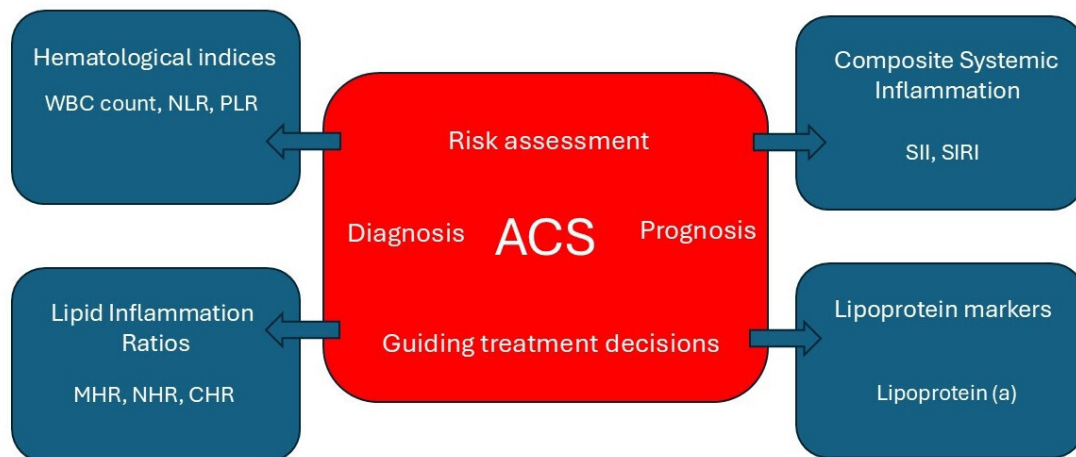 Hematological indices
WBC count, NLR, PLR
Composite Systemic
Inflammation
SII, SIRI
Risk assessment
Diagnosis
ACS
Prognosis
Guiding treatment decisions
Lipid Inflammation
Ratios
MHR, NHR, CHR
Lipoprotein markers
Lipoprotein (a)